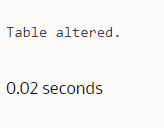 Table altered.
0.02 seconds